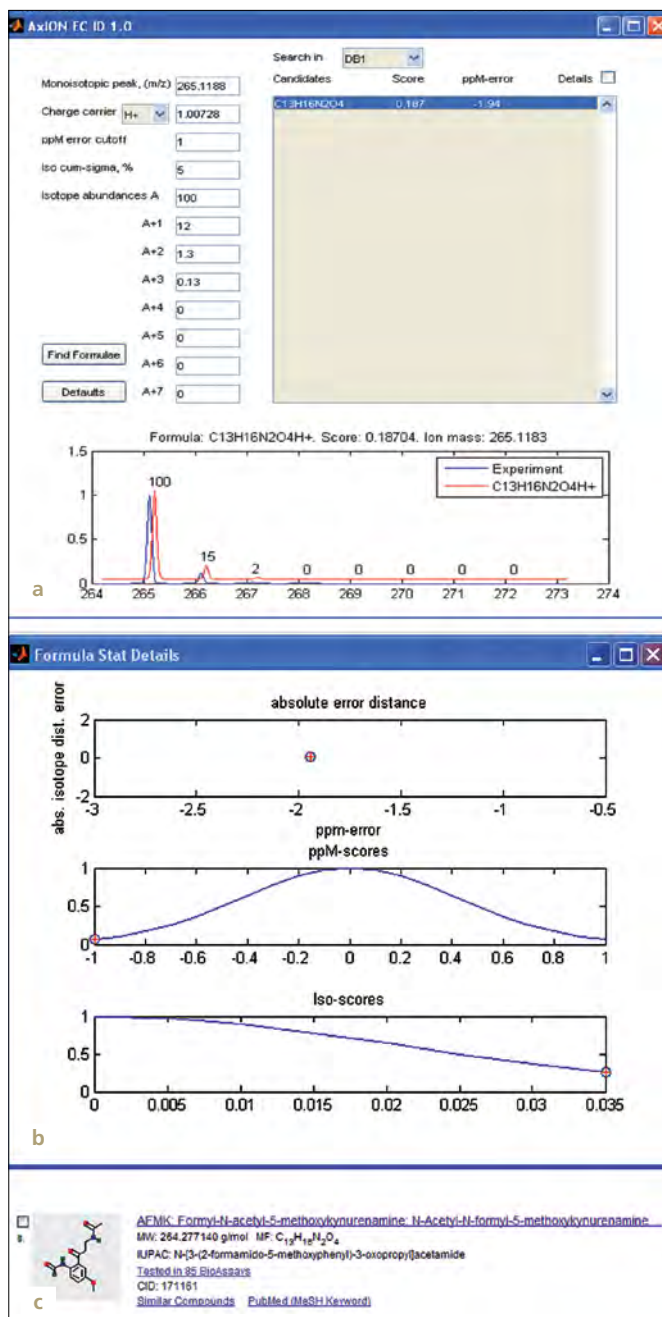 AxION EC ID 1.0
Search in DB1
Candidates Score ppM-error Details
Monoisotopic peak, (m/z) 265.1188
C13H16N2O4 0.187 -1.94
Charge carrier H+ 1.00728
ppM error cutoff 1
Iso cum-sigma, % 5
Isotope abundances A 100
A+1 12
A+2 1.3
A+3 0.13
A+4 0
A+5 0
Find Formulae
A+6 0
Defaults
A+7 0
Formula: C13H16N2O4H+. Score: 0.18704. Ion mass: 265.1183
1.5
1
0.5
0
Experiment
C13H16N2O4H+
100
15
2
0
0
0
0
0
264 265 266 267 268 269 270 271 272 273 274
a
Formula Stat Details
absolute error distance
abs. isotope dist. error
2
0
-2
-3 -2.5 -2 -1.5 -1 -0.5
ppm-error
ppM-scores
1
0.5
0
-1 -0.8 -0.6 -0.4 -0.2 0 0.2 0.4 0.6 0.8 1
Iso-scores
1
0.5
0
0 0.005 0.01 0.015 0.02 0.025 0.03 0.035
b
AFMK: Formyl-N-acetyl-5-methoxykynurenamine: N-Acetyl-N-formyl-5-methoxykynurenamine ...
MW: 264.277140 g/mol MF: C13H16N2O4
IUPAC: N-[3-(2-formamido-5-methoxyphenyl)-3-oxopropyl]acetamide
Tested in 85 BioAssays
CID: 171161
Similar Compounds PubMed (MeSH Keyword)
c